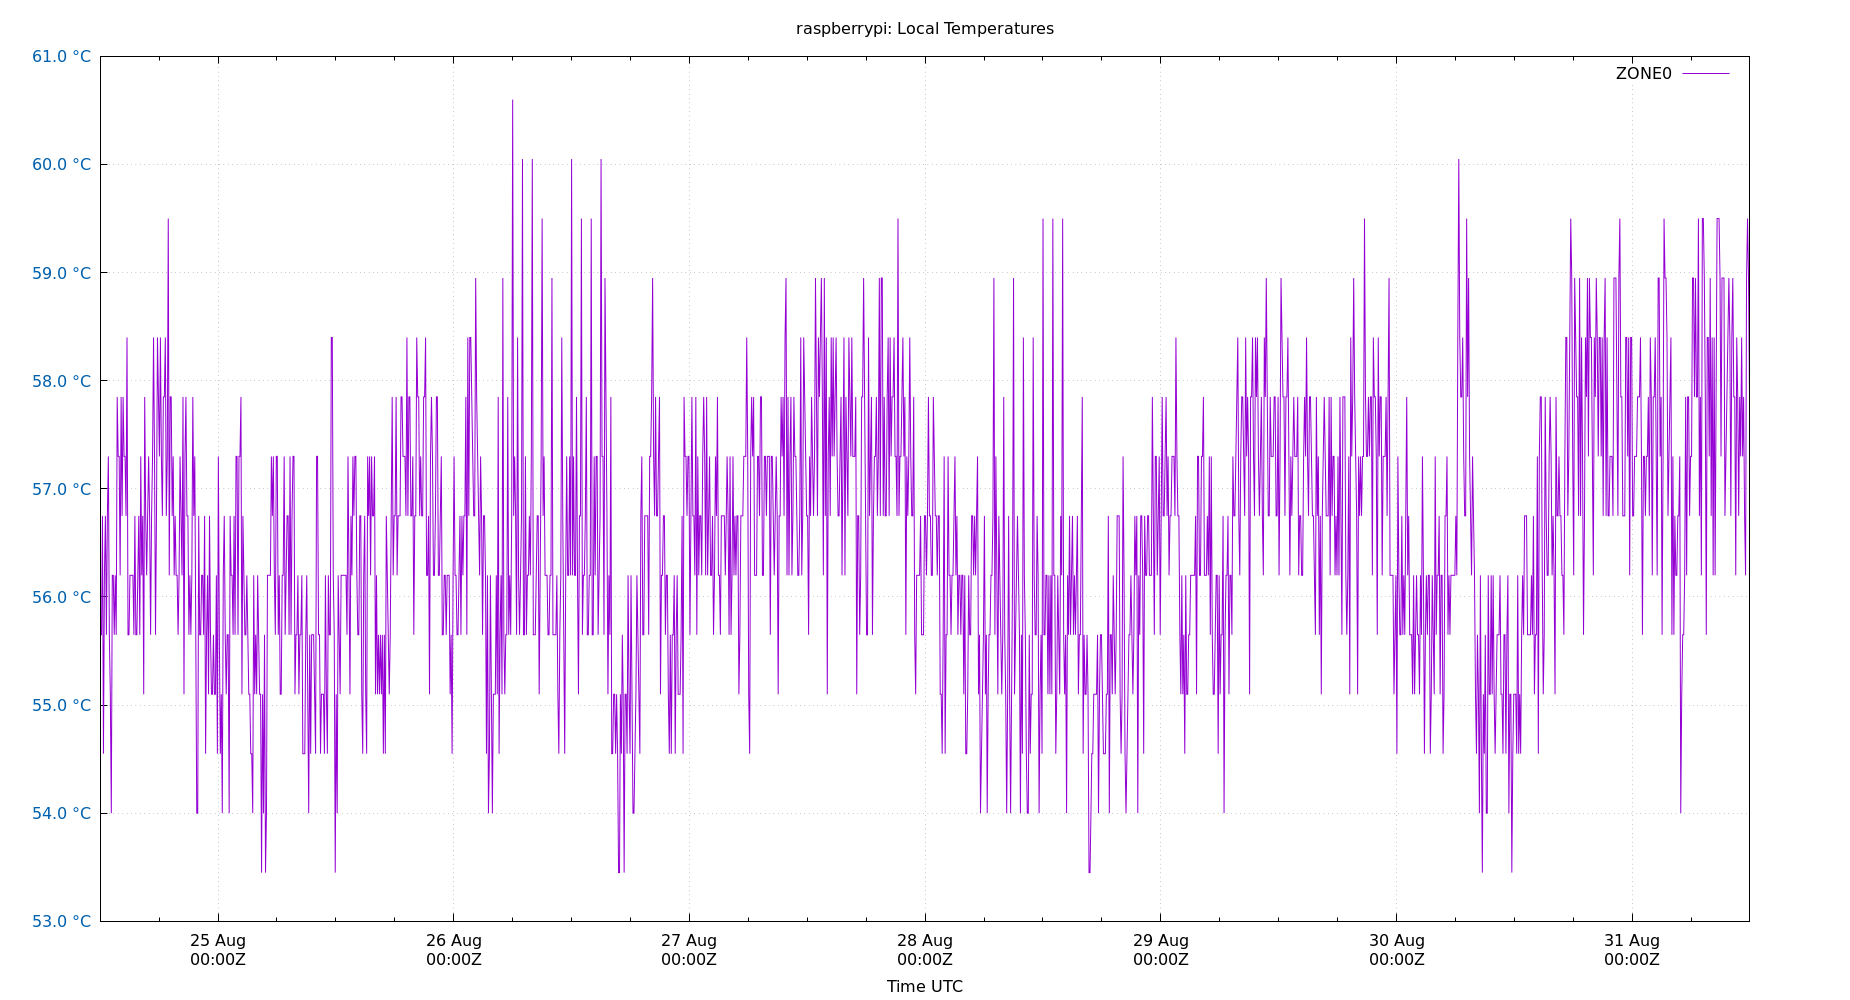 raspberrypi: Local Temperatures
61.0 °C
ZONE0
60.0 °C
59.0 °C
58.0 °C
57.0 °C
56.0 °C
55.0 °C
54.0 °C
53.0 °C
25 Aug 26 Aug 27 Aug 28 Aug 29 Aug 30 Aug 31 Aug
00:00Z 00:00Z 00:00Z 00:00Z 00:00Z 00:00Z 00:00Z
Time UTC